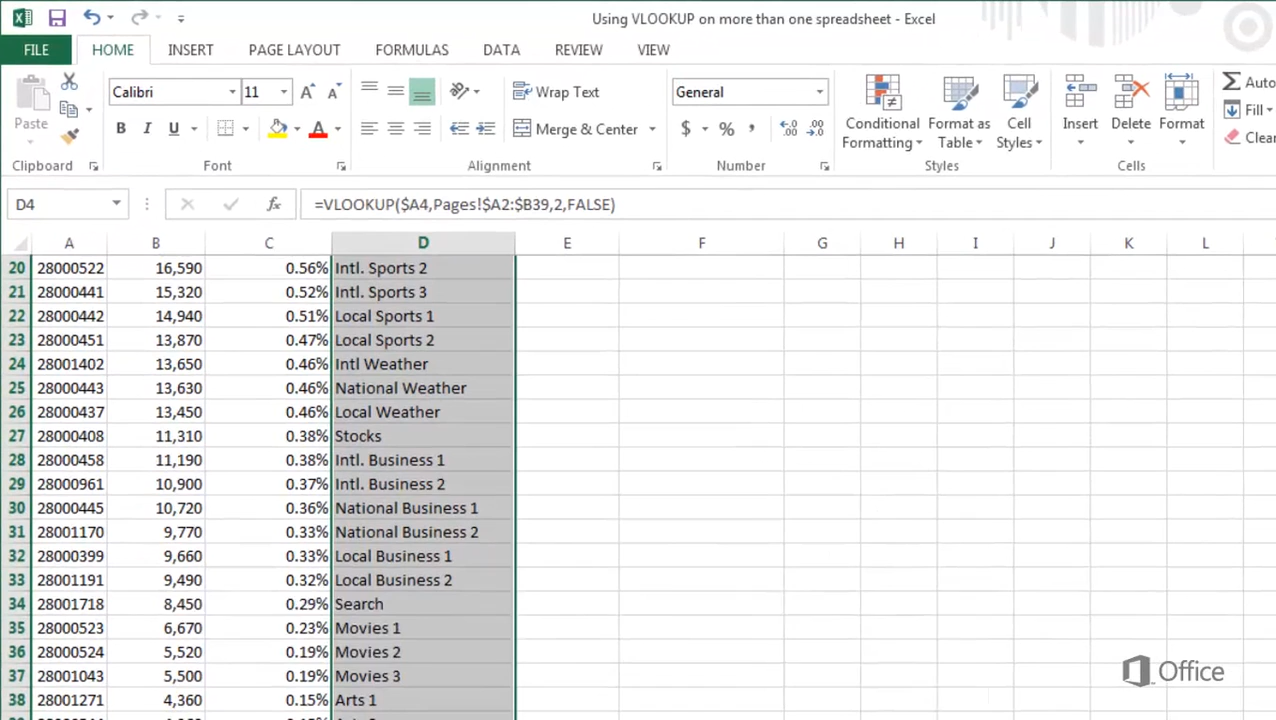 Using VLOOKUP on more than one spreadsheet - Excel
FILE HOME INSERT PAGE LAYOUT FORMULAS DATA REVIEW VIEW
Paste Calibri 11 A A Wrap Text General Conditional Formatting Format as Table Cell Styles Insert Delete Format Auto
B I U A Merge & Center $ % , .00 .0 Fill
Clear
Clipboard Font Alignment Number Styles Cells
D4 fx =VLOOKUP($A4,Pages!$A2:$B39,2,FALSE)
A B C D E F G H I J K L
20 28000522 16,590 0.56% Intl. Sports 2
21 28000441 15,320 0.52% Intl. Sports 3
22 28000442 14,940 0.51% Local Sports 1
23 28000451 13,870 0.47% Local Sports 2
24 28001402 13,650 0.46% Intl Weather
25 28000443 13,630 0.46% National Weather
26 28000437 13,450 0.46% Local Weather
27 28000408 11,310 0.38% Stocks
28 28000458 11,190 0.38% Intl. Business 1
29 28000961 10,900 0.37% Intl. Business 2
30 28000445 10,720 0.36% National Business 1
31 28001170 9,770 0.33% National Business 2
32 28000399 9,660 0.33% Local Business 1
33 28001191 9,490 0.32% Local Business 2
34 28001718 8,450 0.29% Search
35 28000523 6,670 0.23% Movies 1
36 28000524 5,520 0.19% Movies 2
37 28001043 5,500 0.19% Movies 3
38 28001271 4,360 0.15% Arts 1
Office